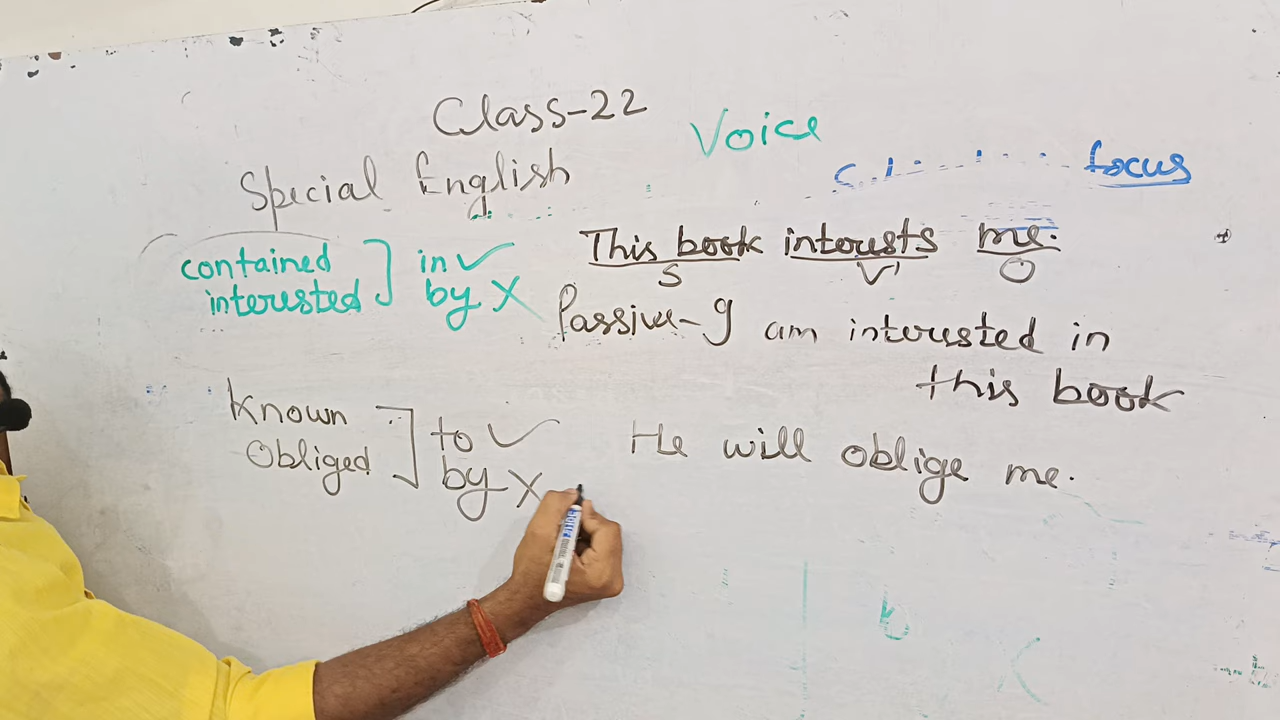 Class-22
Voice
Special English
focus
contained
interested
in ✓
by X
This book interests me.
S V' O
Passive- I am interested in
this book
Known
Obliged
to ✓
by X
He will oblige me.